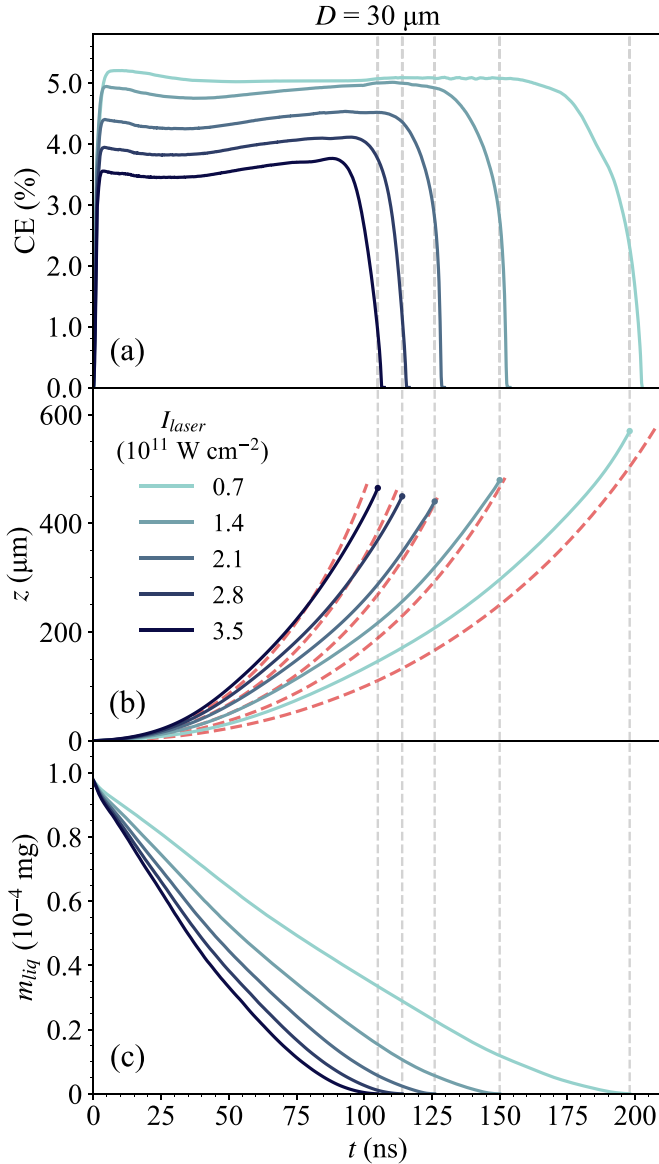 D = 30 μm
CE (%)
5.0
4.0
3.0
2.0
1.0
0.0
(a)
z (μm)
600
400
200
0
I_laser
(10¹¹ W cm⁻²)
0.7
1.4
2.1
2.8
3.5
(b)
m_liq (10⁻⁴ mg)
1.0
0.8
0.6
0.4
0.2
0
(c)
0 25 50 75 100 125 150 175 200
t (ns)